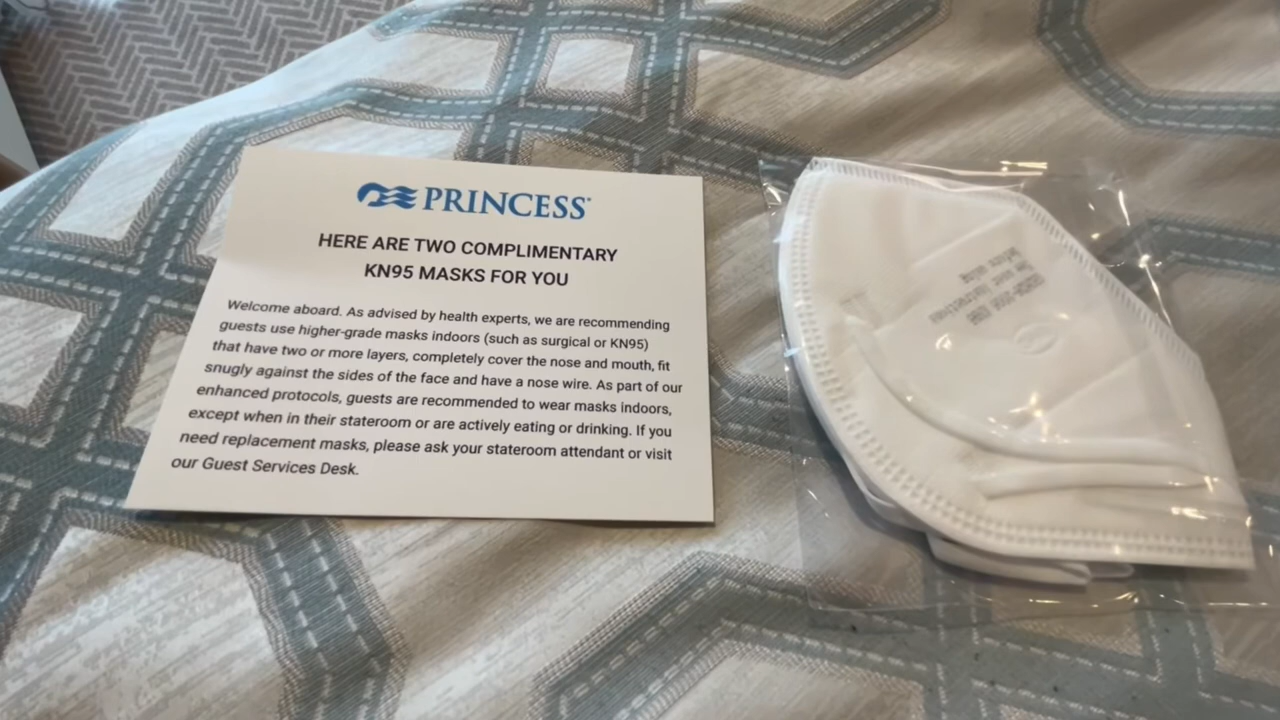 PRINCESS
HERE ARE TWO COMPLIMENTARY
KN95 MASKS FOR YOU
Welcome aboard. As advised by health experts, we are recommending
guests use higher-grade masks indoors (such as surgical or KN95)
that have two or more layers, completely cover the nose and mouth, fit
snugly against the sides of the face and have a nose wire. As part of our
enhanced protocols, guests are recommended to wear masks indoors,
except when in their stateroom or are actively eating or drinking. If you
need replacement masks, please ask your stateroom attendant or visit
our Guest Services Desk.